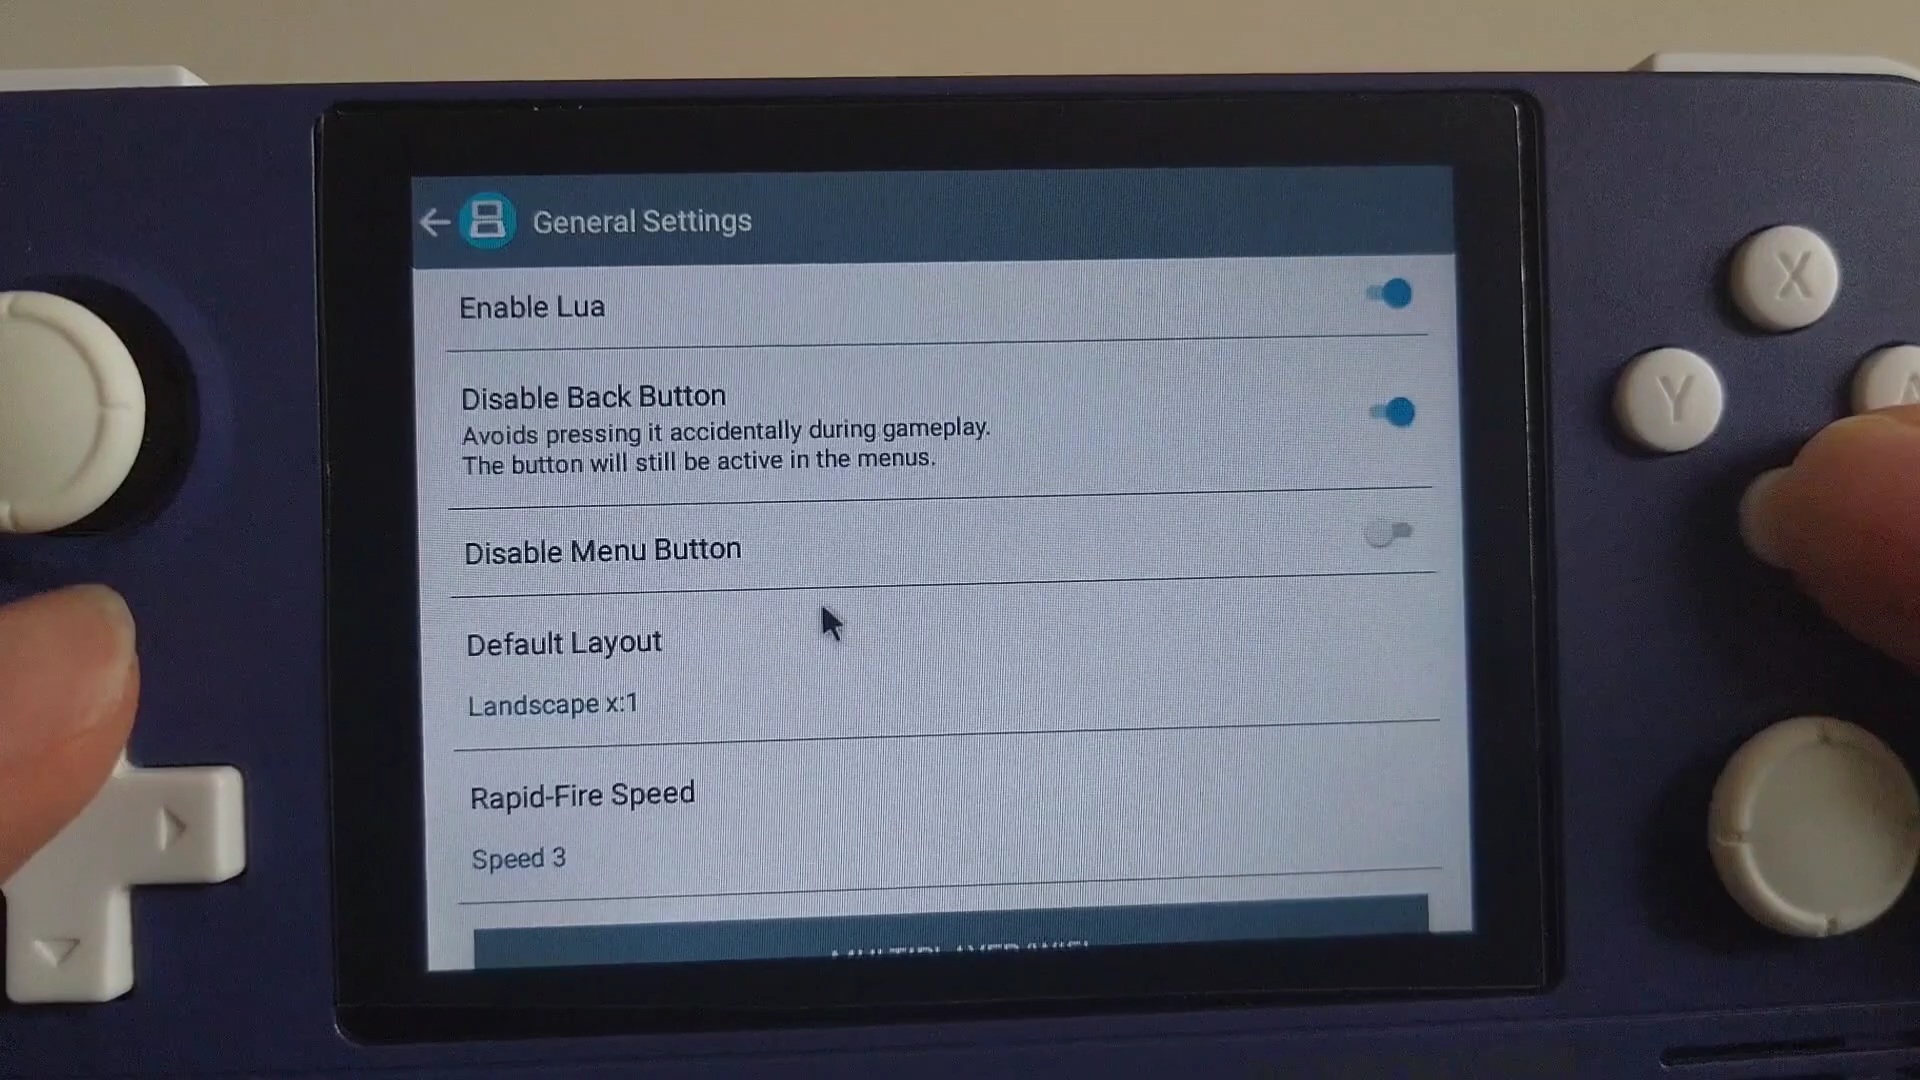 General Settings
Enable Lua
Disable Back Button
Avoids pressing it accidentally during gameplay.
The button will still be active in the menus.
Disable Menu Button
Default Layout
Landscape x:1
Rapid-Fire Speed
Speed 3
X
Y
A